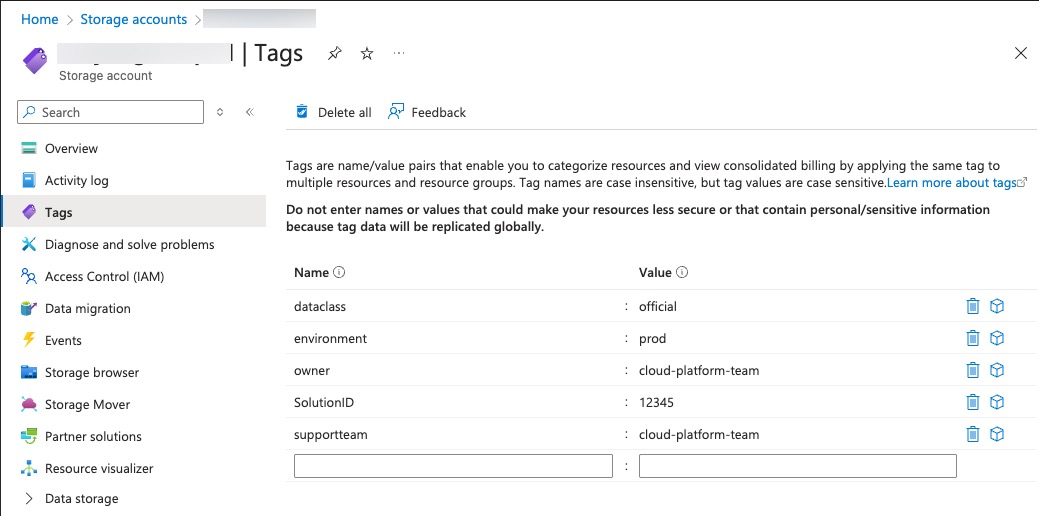 Home > Storage accounts >
| Tags
Storage account
Search
Delete all Feedback
Overview
Activity log
Tags
Diagnose and solve problems
Access Control (IAM)
Data migration
Events
Storage browser
Storage Mover
Partner solutions
Resource visualizer
Data storage
Tags are name/value pairs that enable you to categorize resources and view consolidated billing by applying the same tag to
multiple resources and resource groups. Tag names are case insensitive, but tag values are case sensitive.Learn more about tags
Do not enter names or values that could make your resources less secure or that contain personal/sensitive information
because tag data will be replicated globally.
Name Value
dataclass : official
environment : prod
owner : cloud-platform-team
SolutionID : 12345
supportteam : cloud-platform-team
: